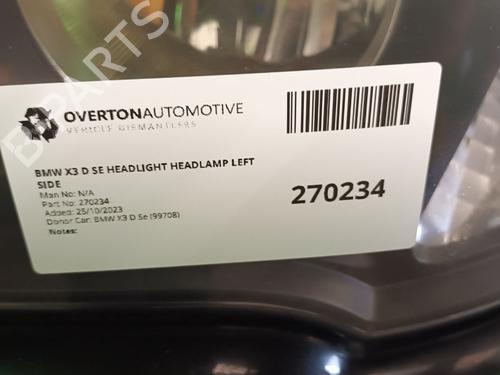 OVERTONAUTOMOTIVE
VEHICLE DISMANTLERS
BMW X3 D SE HEADLIGHT HEADLAMP LEFT
SIDE
Man No: N/A
Part No: 270234
Added: 25/10/2023
Donor Car: BMW X3 D Se (99708)
Notes:
270234
B-PARTS